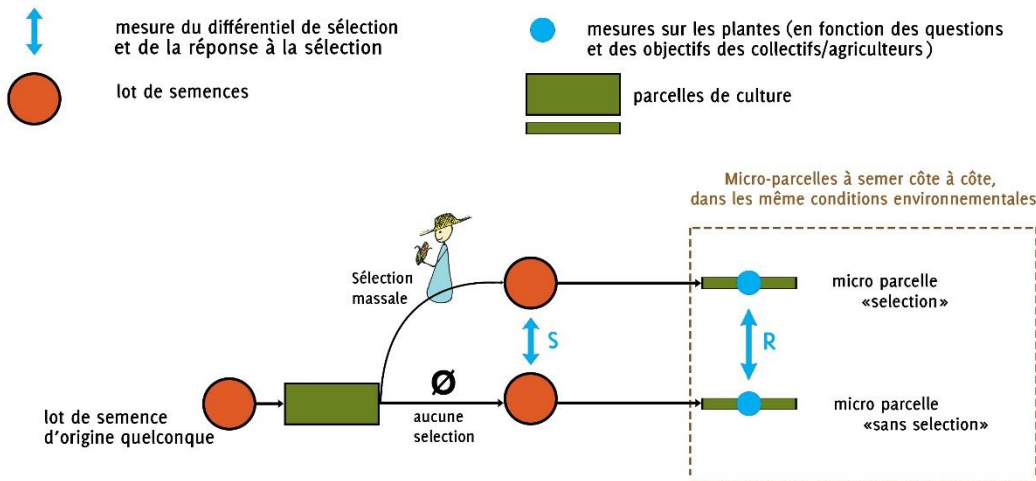 mesure du différentiel de sélection
et de la réponse à la sélection
mesures sur les plantes (en fonction des questions
et des objectifs des collectifs/agriculteurs)
lot de semences
parcelles de culture
Micro-parcelles à semer côte à côte,
dans les même conditions environnementales
Sélection
massale
micro parcelle
«selection»
S
R
Ø
lot de semence
d'origine quelconque
aucune
selection
micro parcelle
«sans selection»